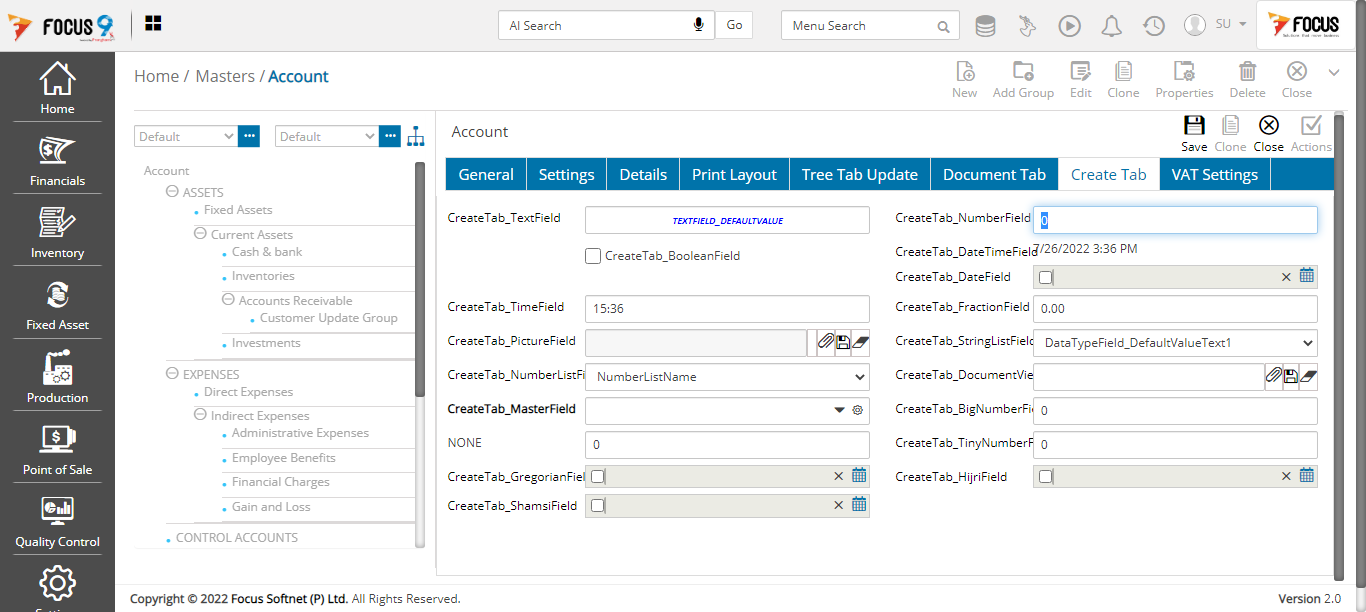 FOCUS 9
AI Search
Go
Menu Search
SU
FOCUS
Home
Financials
Inventory
Fixed Asset
Production
Point of Sale
Quality Control
Home / Masters / Account
New
Add Group
Edit
Clone
Properties
Delete
Close
Default
Default
Account
ASSETS
Fixed Assets
Current Assets
Cash & bank
Inventories
Accounts Receivable
Customer Update Group
Investments
EXPENSES
Direct Expenses
Indirect Expenses
Administrative Expenses
Employee Benefits
Financial Charges
Gain and Loss
CONTROL ACCOUNTS
Account
Save
Clone
Close
Actions
General
Settings
Details
Print Layout
Tree Tab Update
Document Tab
Create Tab
VAT Settings
CreateTab_TextField
TEXTFIELD_DEFAULTVALUE
CreateTab_NumberField
0
CreateTab_BooleanField
CreateTab_DateTimeField
7/26/2022 3:36 PM
CreateTab_DateField
CreateTab_TimeField
15:36
CreateTab_FractionField
0.00
CreateTab_PictureField
CreateTab_StringListField
DataTypeField_DefaultValueText1
CreateTab_NumberListFi
NumberListName
CreateTab_DocumentVie
CreateTab_MasterField
CreateTab_BigNumberFi
0
NONE
0
CreateTab_TinyNumberF
0
CreateTab_GregorianFiel
CreateTab_HijriField
CreateTab_ShamsiField
Copyright © 2022 Focus Softnet (P) Ltd. All Rights Reserved.
Version 2.0